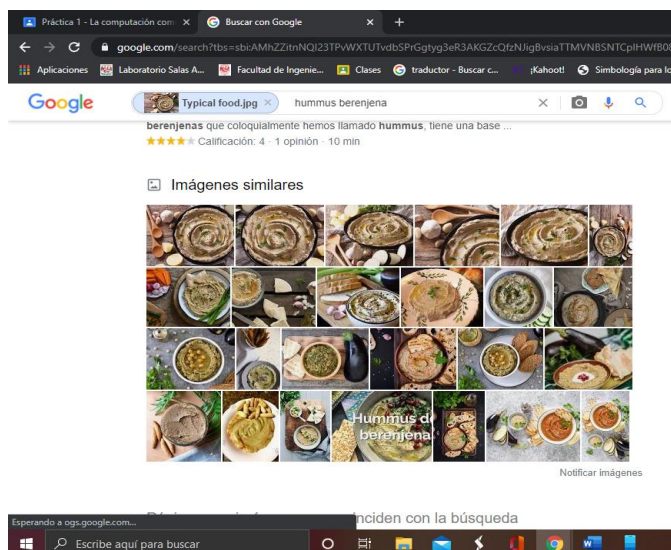 Práctica 1 - La computación com
Buscar con Google
google.com/search?tbs=sbi:AMhZZitnNQI23TPvWXTUTvdbSPrGgtyg3eR3AKGZcQfzNJigBvsiaTTMVNBSNTCpIHWfB08
Aplicaciones
Laboratorio Salas A...
Facultad de Ingenie...
Clases
traductor - Buscar c...
¡Kahoot!
Simbología para lo
Google
Typical food.jpg
hummus berenjena
berenjenas que coloquialmente hemos llamado hummus, tiene una base ...
Calificación: 4 · 1 opinión · 10 min
Imágenes similares
Hummus de
berenjena
Notificar imágenes
Esperando a ogs.google.com...
inciden con la búsqueda
Escribe aquí para buscar